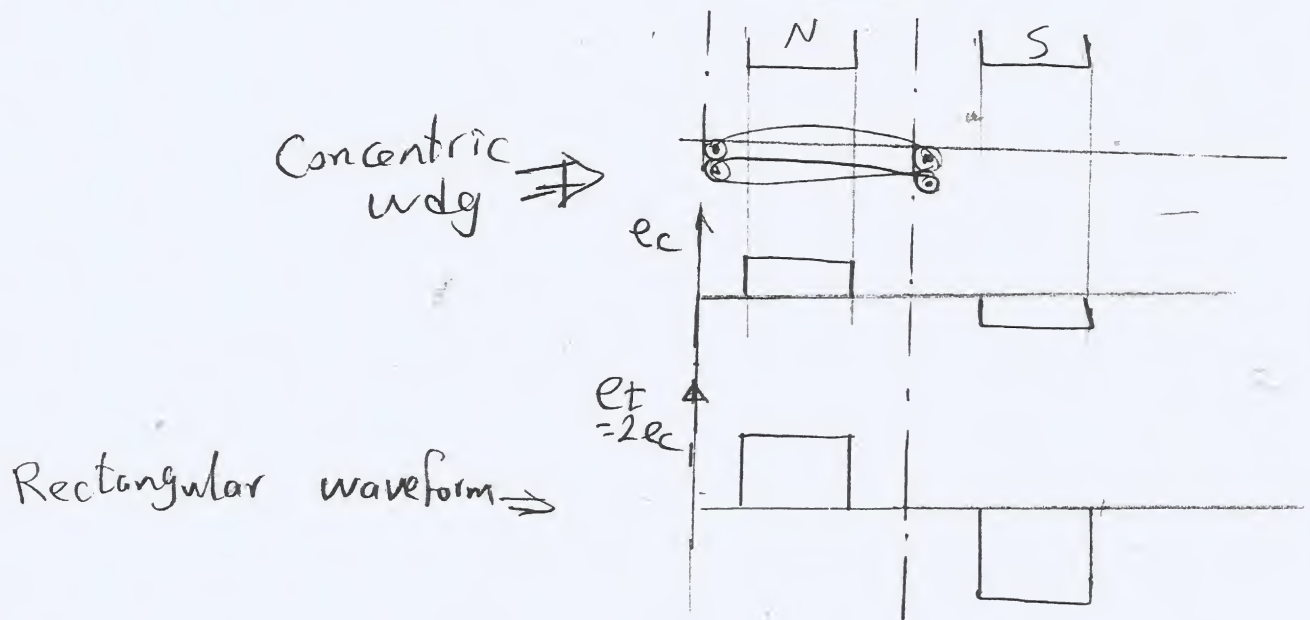 N
S
Concentric
wdg
ec
et
=2ec
Rectangular waveform